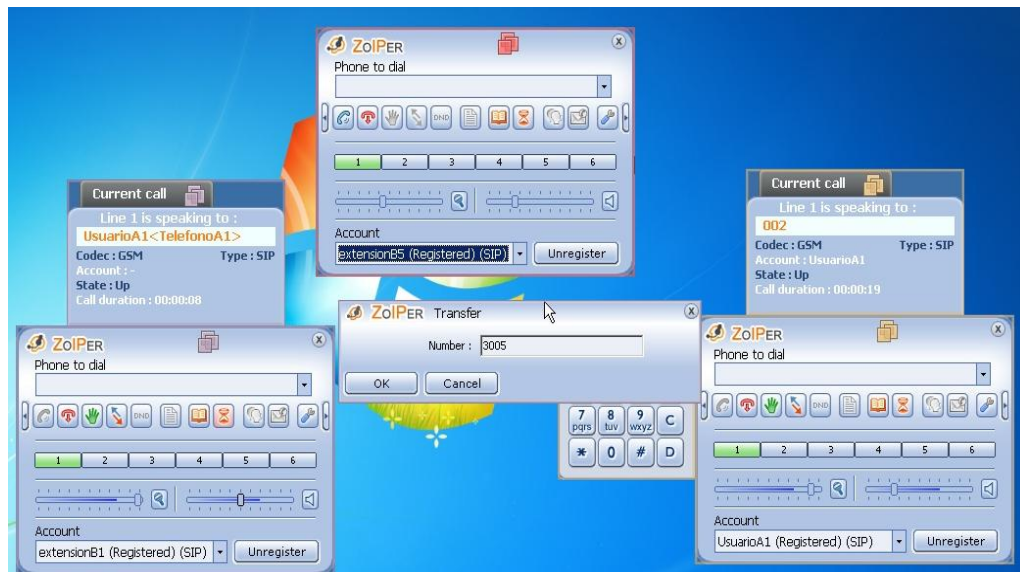 ZOIPER
Phone to dial
DND
1 2 3 4 5 6
Account
extensionB5 (Registered) (SIP)
Unregister
Current call
Line 1 is speaking to :
UsuarioA1<TelefonoA1>
Codec : GSM Type : SIP
Account : -
State : Up
Call duration : 00:00:08
Current call
Line 1 is speaking to :
002
Codec : GSM Type : SIP
Account : UsuarioA1
State : Up
Call duration : 00:00:19
ZOIPER Transfer
Number : 3005
OK Cancel
7 pqrs 8 tuv 9 wxyz C
* 0 # D
ZOIPER
Phone to dial
DND
1 2 3 4 5 6
Account
extensionB1 (Registered) (SIP)
Unregister
ZOIPER
Phone to dial
DND
1 2 3 4 5 6
Account
UsuarioA1 (Registered) (SIP)
Unregister